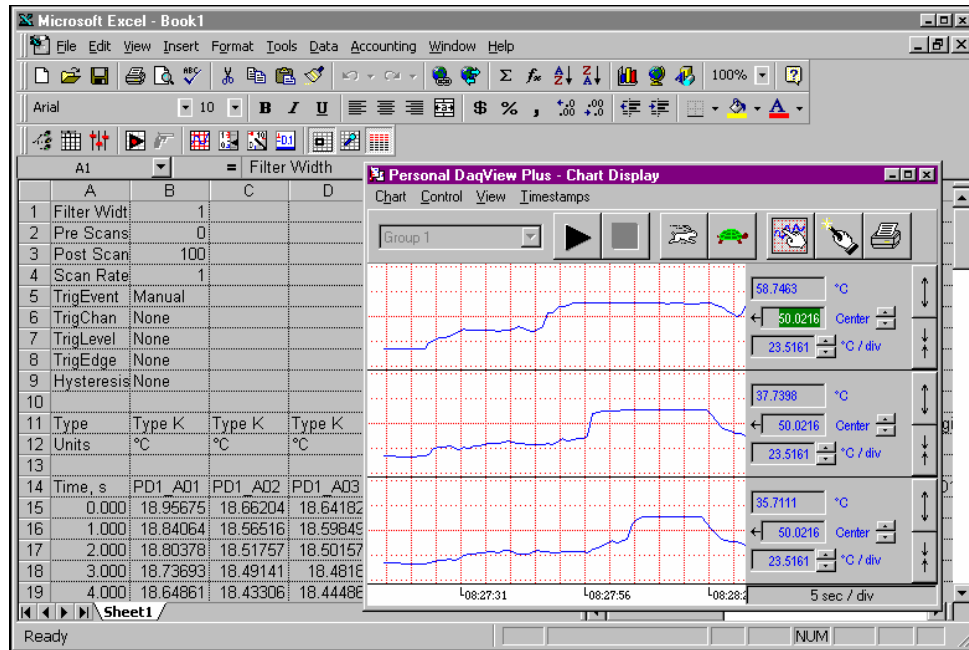 Microsoft Excel - Book1
File Edit View Insert Format Tools Data Accounting Window Help
100%
Arial 10 B I U $ % ,
A1 = Filter Width
A B C D
1 Filter Widt 1
2 Pre Scans 0
3 Post Scan 100
4 Scan Rate 1
5 TrigEvent Manual
6 TrigChan None
7 TrigLevel None
8 TrigEdge None
9 Hysteresis None
10
11 Type Type K Type K Type K
12 Units °C °C °C
13
14 Time, s PD1_A01 PD1_A02 PD1_A03
15 0.000 18.95675 18.66204 18.64182
16 1.000 18.84064 18.56516 18.59849
17 2.000 18.80378 18.51757 18.50157
18 3.000 18.73693 18.49141 18.4818
19 4.000 18.64861 18.43306 18.44486
Sheet1
Ready NUM
Personal DaqView Plus - Chart Display
Chart Control View Timestamps
Group 1
58.7463 °C
50.0216 Center
23.5161 °C / div
37.7398 °C
50.0216 Center
23.5161 °C / div
35.7111 °C
50.0216 Center
23.5161 °C / div
08:27:31 08:27:56 08:28:2
5 sec / div